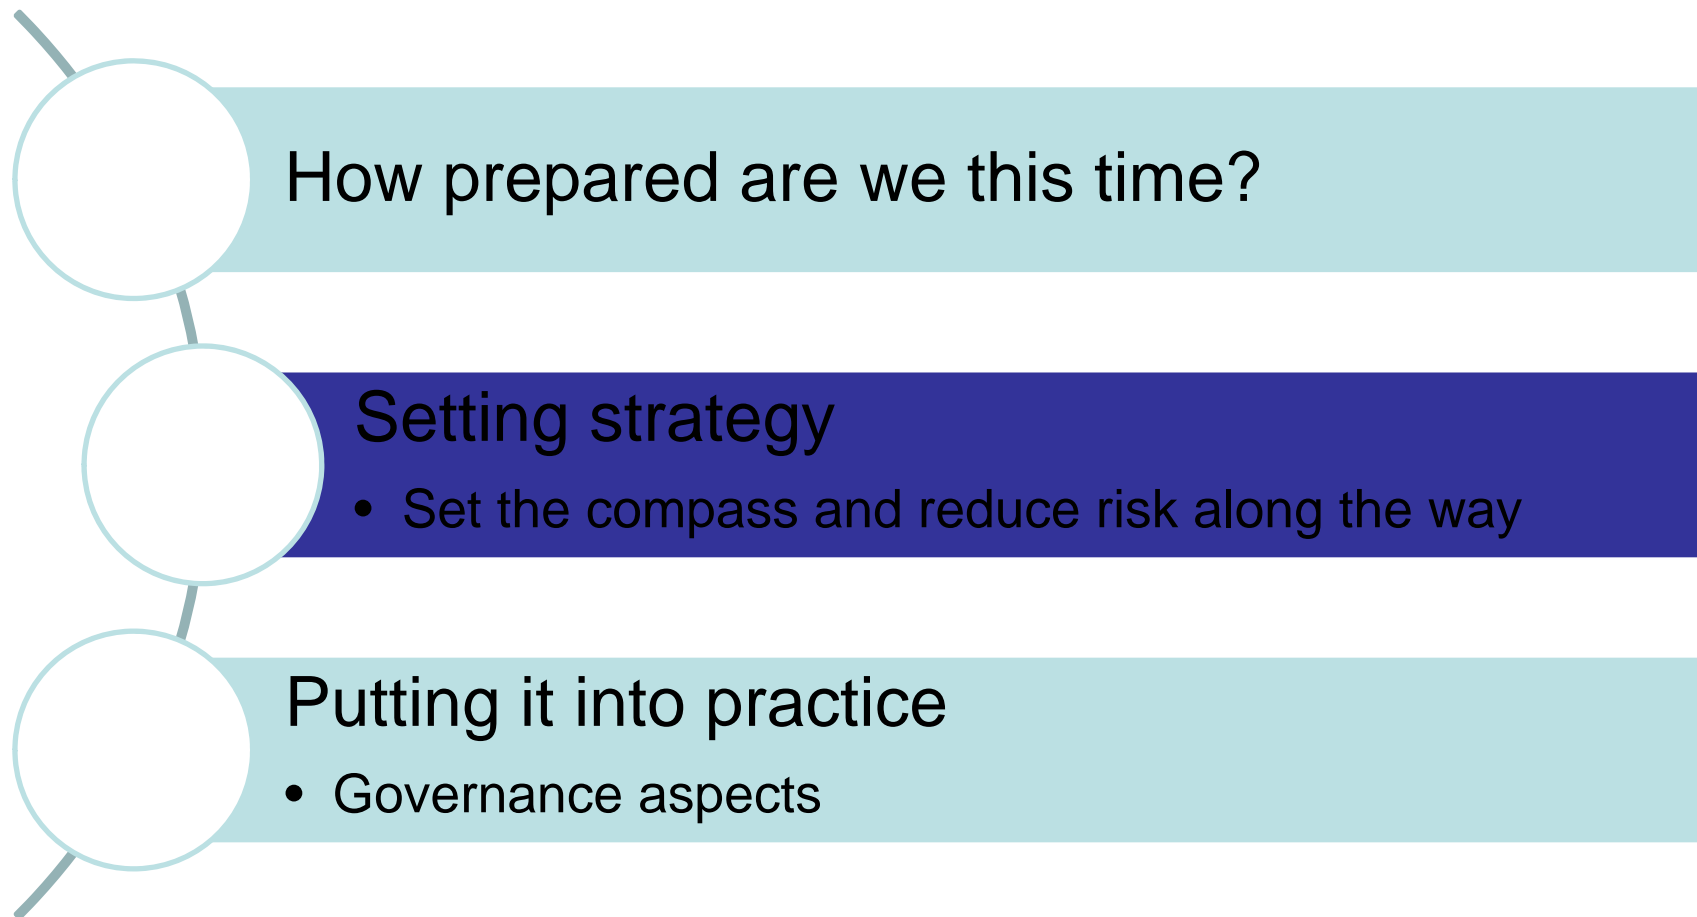 How prepared are we this time?
Setting strategy
• Set the compass and reduce risk along the way
Putting it into practice
• Governance aspects